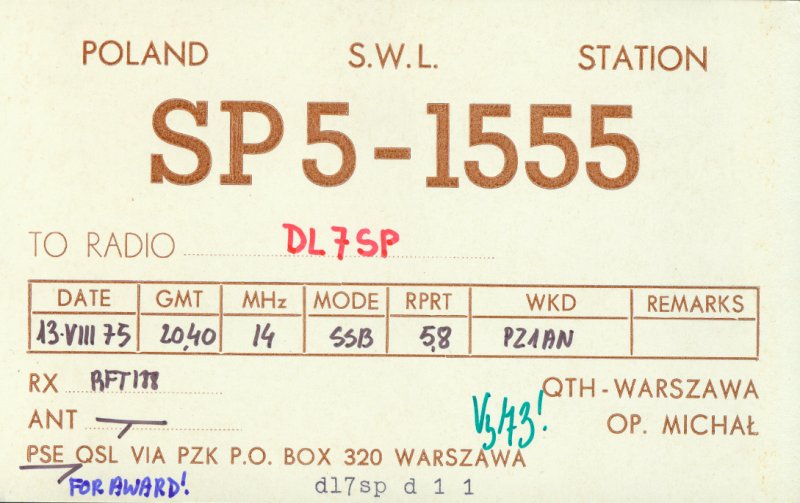 POLAND S.W.L. STATION
SP5-1555
TO RADIO DL7SP
DATE GMT MHz MODE RPRT WKD REMARKS
13·VIII 75 20,40 14 SSB 5,8 PZ1AN
RX
QTH-WARSZAWA
ANT
Vy 73!
OP. MICHAŁ
PSE QSL VIA PZK P.O. BOX 320 WARSZAWA
FOR AWARD!
dl7sp d 1 1